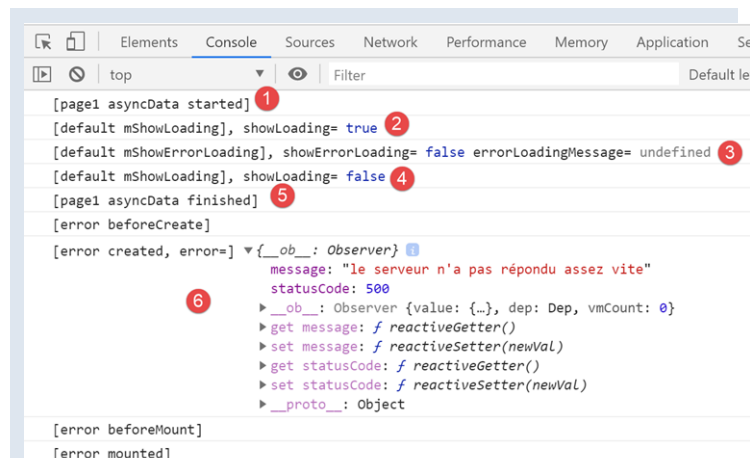 Elements Console Sources Network Performance Memory Application
top Filter Default
[page1 asyncData started] 1
[default mShowLoading], showLoading= true 2
[default mShowErrorLoading], showErrorLoading= false errorLoadingMessage= undefined 3
[default mShowLoading], showLoading= false 4
[page1 asyncData finished] 5
[error beforeCreate]
[error created, error=] ▼{__ob__: Observer} i
message: "le serveur n'a pas répondu assez vite"
statusCode: 500
6 ▶__ob__: Observer {value: {…}, dep: Dep, vmCount: 0}
▶get message: ƒ reactiveGetter()
▶set message: ƒ reactiveSetter(newVal)
▶get statusCode: ƒ reactiveGetter()
▶set statusCode: ƒ reactiveSetter(newVal)
▶__proto__: Object
[error beforeMount]
[error mounted]